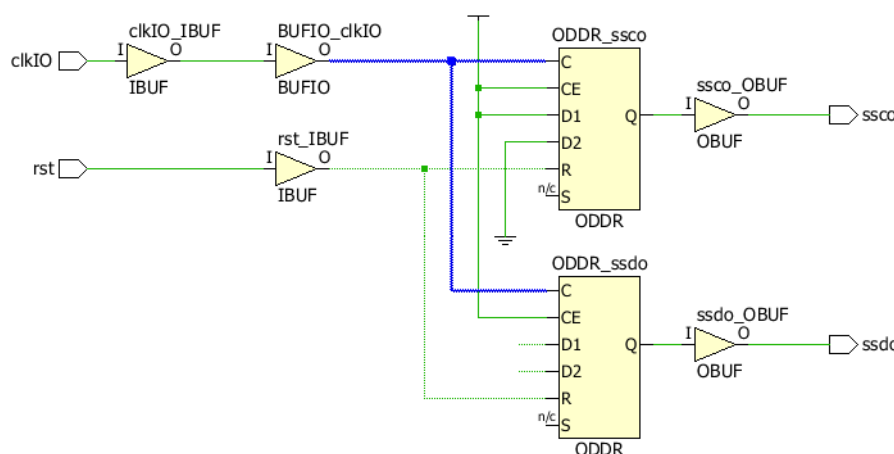 clkIO
clkIO_IBUF
I
O
IBUF
BUFIO_clkIO
I
O
BUFIO
rst
rst_IBUF
I
O
IBUF
ODDR_ssco
C
CE
D1
D2
R
n/c
S
Q
ODDR
ssco_OBUF
I
O
OBUF
ssco
ODDR_ssdo
C
CE
D1
D2
R
n/c
S
Q
ODDR
ssdo_OBUF
I
O
OBUF
ssdo